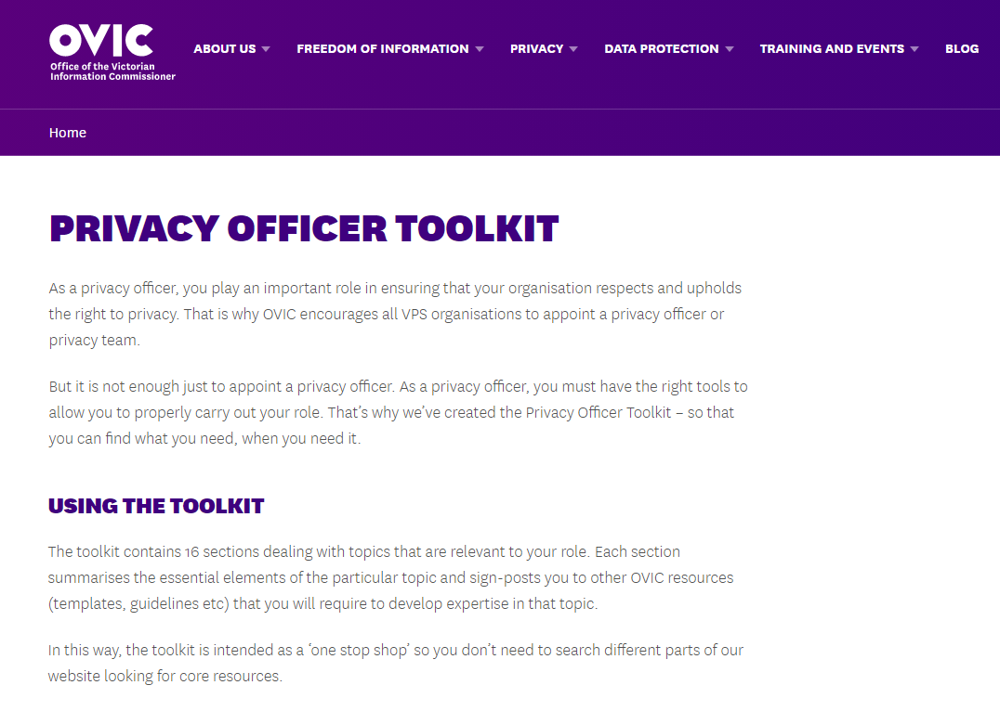 OVIC
Office of the Victorian
Information Commissioner
ABOUT US
FREEDOM OF INFORMATION
PRIVACY
DATA PROTECTION
TRAINING AND EVENTS
BLOG
Home
PRIVACY OFFICER TOOLKIT
As a privacy officer, you play an important role in ensuring that your organisation respects and upholds
the right to privacy. That is why OVIC encourages all VPS organisations to appoint a privacy officer or
privacy team.
But it is not enough just to appoint a privacy officer. As a privacy officer, you must have the right tools to
allow you to properly carry out your role. That’s why we’ve created the Privacy Officer Toolkit – so that
you can find what you need, when you need it.
USING THE TOOLKIT
The toolkit contains 16 sections dealing with topics that are relevant to your role. Each section
summarises the essential elements of the particular topic and sign-posts you to other OVIC resources
(templates, guidelines etc) that you will require to develop expertise in that topic.
In this way, the toolkit is intended as a ‘one stop shop’ so you don’t need to search different parts of our
website looking for core resources.